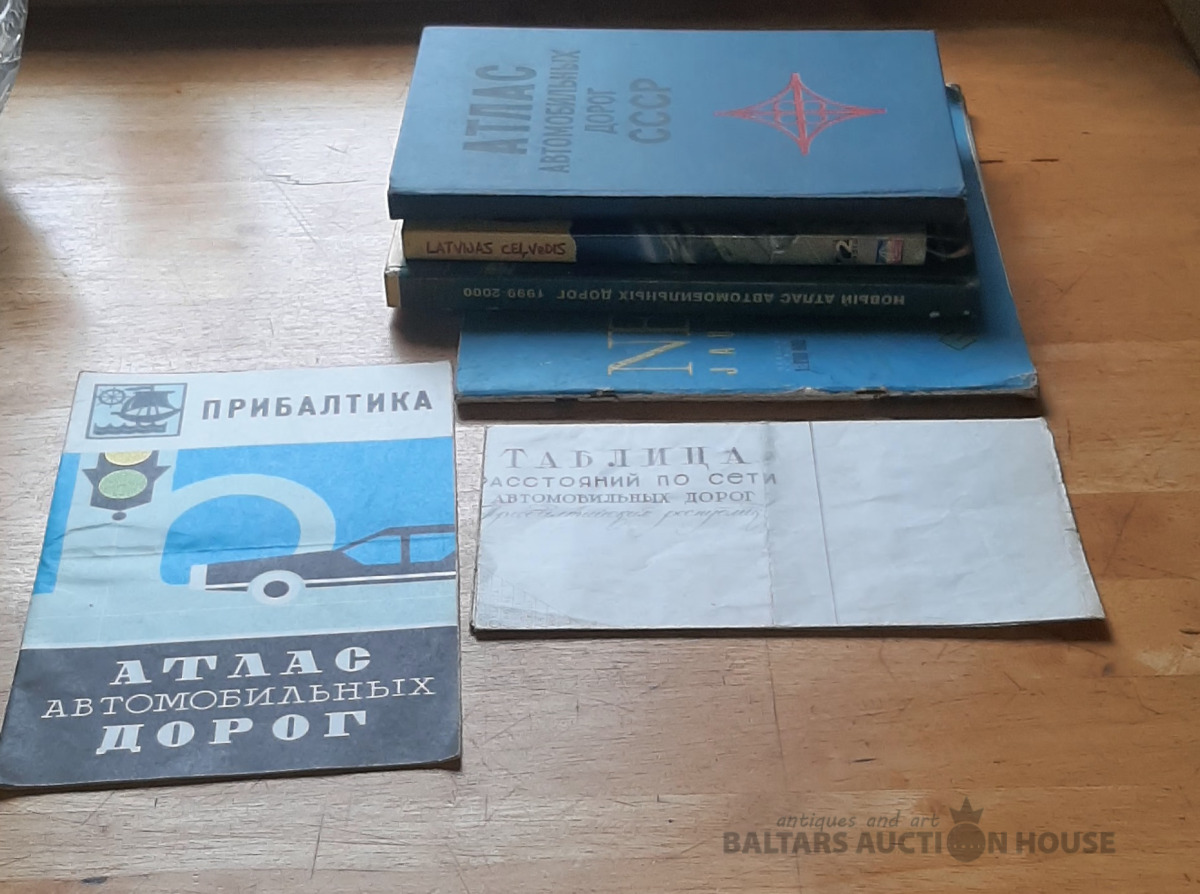 АТЛАС
АВТОМОБИЛЬНЫХ
ДОРОГ
СССР
LATVIJAS CEĻVEDIS
НОВЫЙ АТЛАС АВТОМОБИЛЬНЫХ ДОРОГ 1999-2000
ПРИБАЛТИКА
АТЛАС
АВТОМОБИЛЬНЫХ
ДОРОГ
ТАБЛИЦА
РАССТОЯНИЙ ПО СЕТИ
АВТОМОБИЛЬНЫХ ДОРОГ
antiques and art
BALTARS AUCTION HOUSE